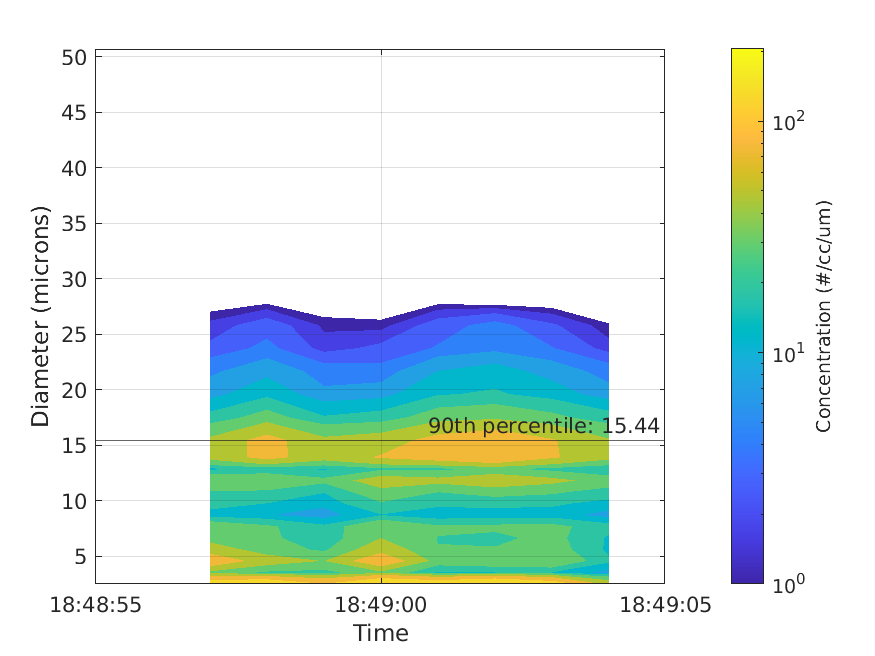 50
45
40
35
30
25
20
15
10
5
Diameter (microns)
90th percentile: 15.44
18:48:55 18:49:00 18:49:05
Time
10²
10¹
10⁰
Concentration (#/cc/um)